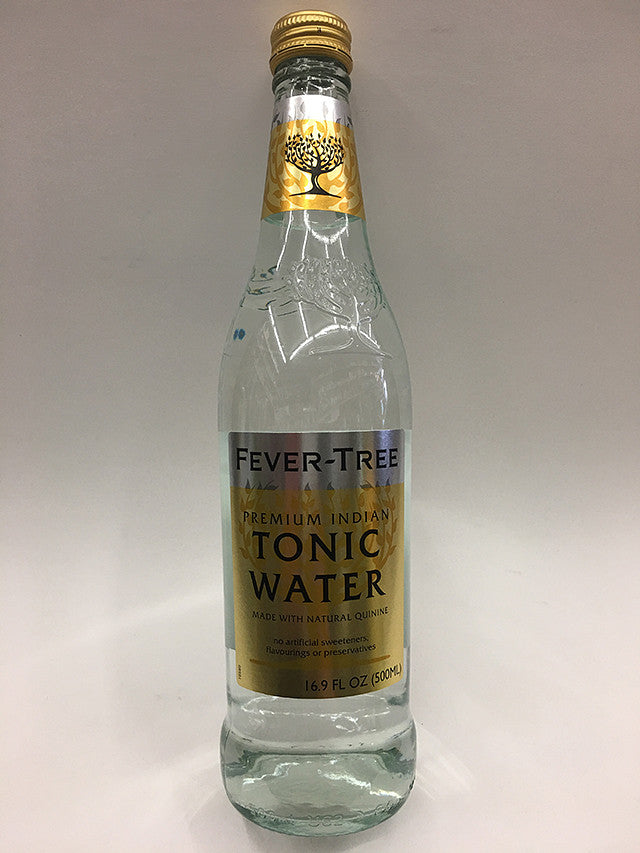 FEVER-TREE
PREMIUM INDIAN
TONIC
WATER
MADE WITH NATURAL QUININE
no artificial sweeteners,
flavourings or preservatives
16.9 FL OZ (500ML)